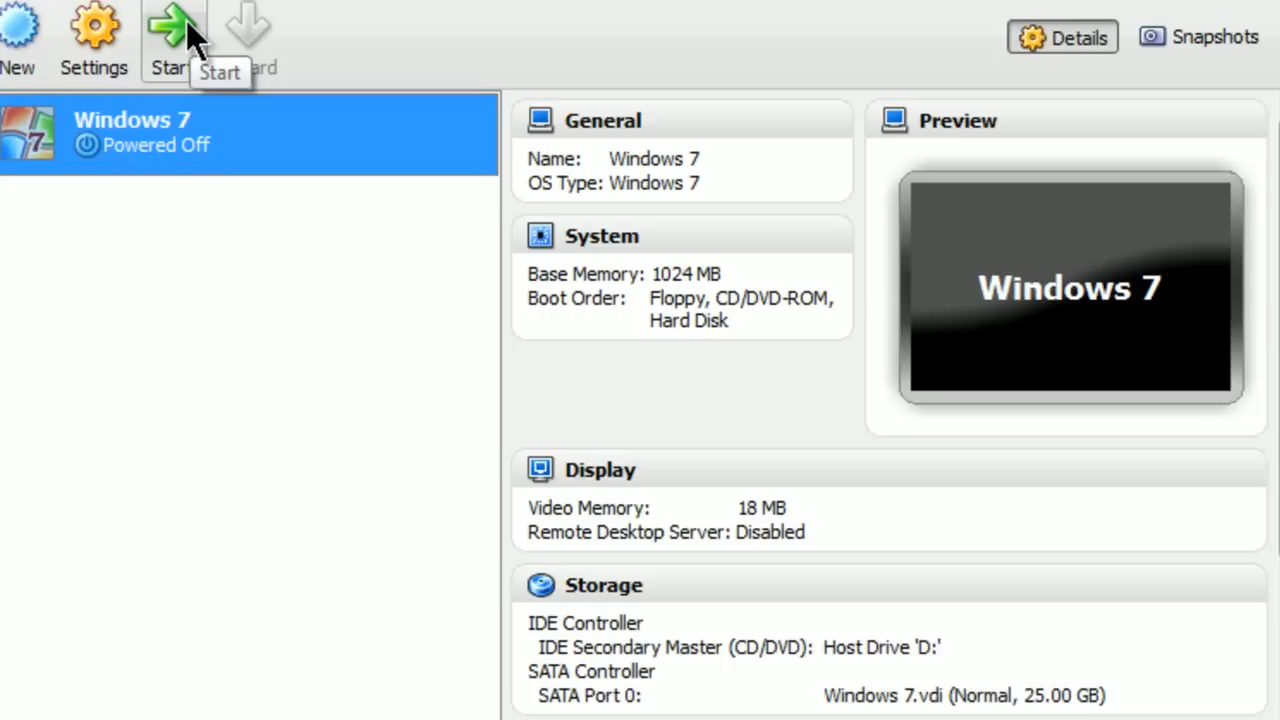 New
Settings
Start
Start
Details
Snapshots
Windows 7
Powered Off
General
Name: Windows 7
OS Type: Windows 7
Preview
Windows 7
System
Base Memory: 1024 MB
Boot Order: Floppy, CD/DVD-ROM,
Hard Disk
Display
Video Memory: 18 MB
Remote Desktop Server: Disabled
Storage
IDE Controller
IDE Secondary Master (CD/DVD): Host Drive 'D:'
SATA Controller
SATA Port 0: Windows 7.vdi (Normal, 25.00 GB)